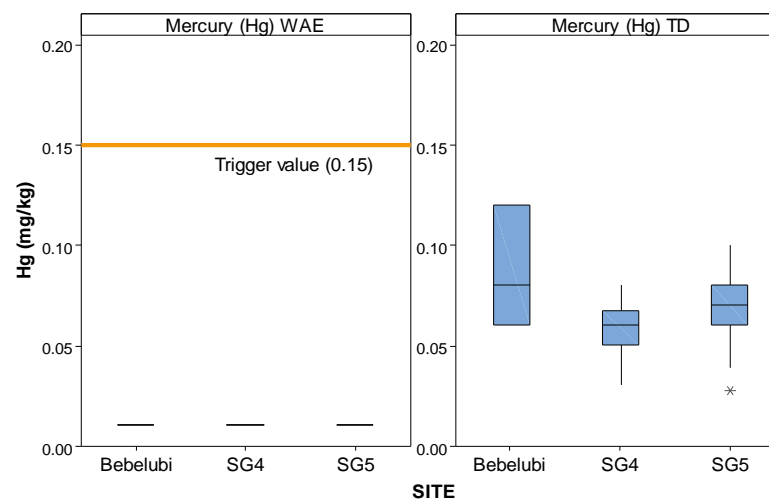 Mercury (Hg) WAE
Mercury (Hg) TD
Hg (mg/kg)
0.20
0.15
0.10
0.05
0.00
Trigger value (0.15)
0.20
0.15
0.10
0.05
0.00
Bebelubi SG4 SG5
Bebelubi SG4 SG5
SITE